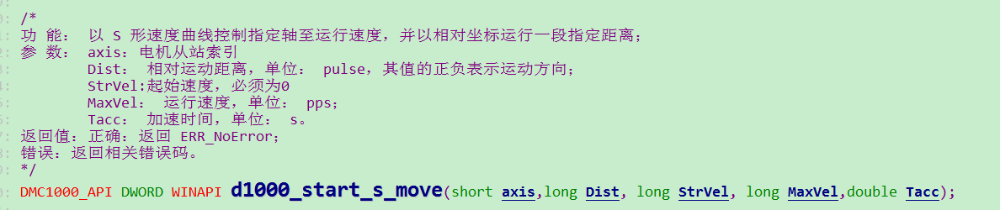 /*
功 能： 以 S 形速度曲线控制指定轴至运行速度，并以相对坐标运行一段指定距离；
参 数： axis：电机从站索引
Dist： 相对运动距离，单位： pulse，其值的正负表示运动方向；
StrVel:起始速度，必须为0
MaxVel： 运行速度，单位： pps；
Tacc： 加速时间，单位： s。
返回值：正确：返回 ERR_NoError；
错误：返回相关错误码。
*/
DMC1000_API DWORD WINAPI d1000_start_s_move(short axis,long Dist, long StrVel, long MaxVel,double Tacc);